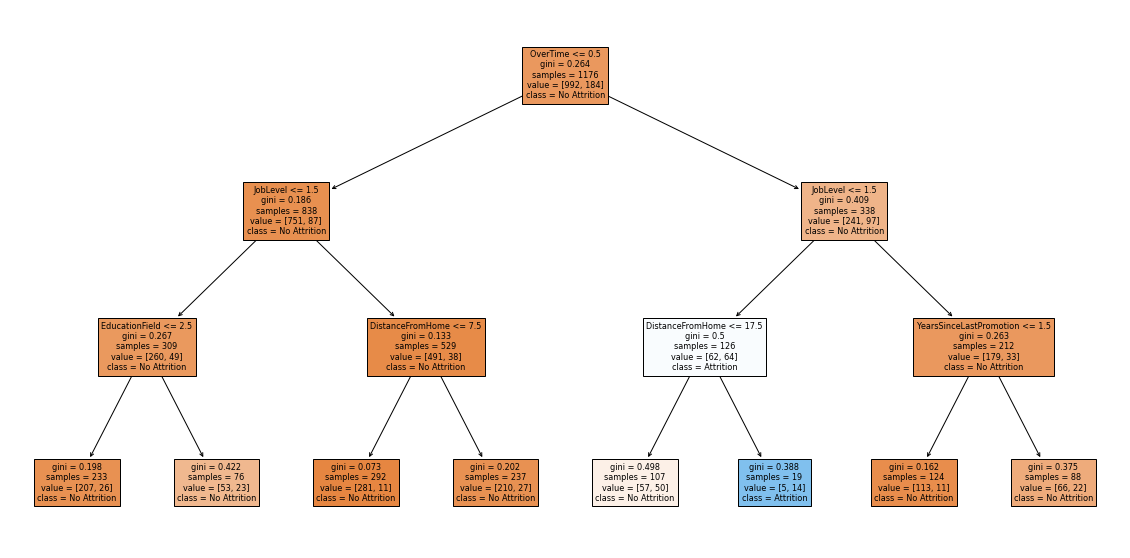 OverTime <= 0.5
gini = 0.264
samples = 1176
value = [992, 184]
class = No Attrition
JobLevel <= 1.5
gini = 0.186
samples = 838
value = [751, 87]
class = No Attrition
JobLevel <= 1.5
gini = 0.409
samples = 338
value = [241, 97]
class = No Attrition
EducationField <= 2.5
gini = 0.267
samples = 309
value = [260, 49]
class = No Attrition
DistanceFromHome <= 7.5
gini = 0.133
samples = 529
value = [491, 38]
class = No Attrition
DistanceFromHome <= 17.5
gini = 0.5
samples = 126
value = [62, 64]
class = Attrition
YearsSinceLastPromotion <= 1.5
gini = 0.263
samples = 212
value = [179, 33]
class = No Attrition
gini = 0.198
samples = 233
value = [207, 26]
class = No Attrition
gini = 0.422
samples = 76
value = [53, 23]
class = No Attrition
gini = 0.073
samples = 292
value = [281, 11]
class = No Attrition
gini = 0.202
samples = 237
value = [210, 27]
class = No Attrition
gini = 0.498
samples = 107
value = [57, 50]
class = No Attrition
gini = 0.388
samples = 19
value = [5, 14]
class = Attrition
gini = 0.162
samples = 124
value = [113, 11]
class = No Attrition
gini = 0.375
samples = 88
value = [66, 22]
class = No Attrition